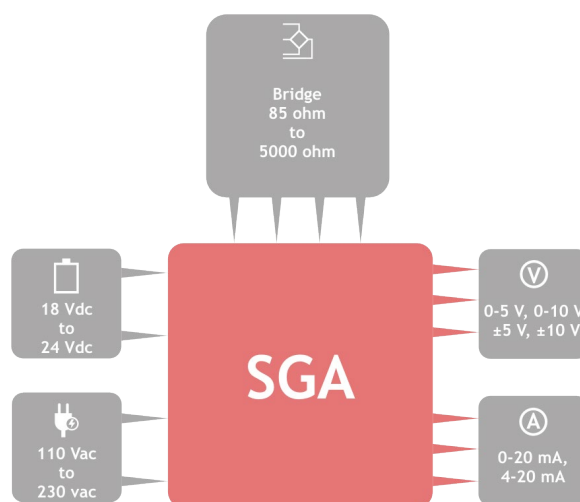 Bridge
85 ohm
to
5000 ohm
18 Vdc
to
24 Vdc
V
0-5 V, 0-10 V
±5 V, ±10 V
SGA
110 Vac
to
230 vac
A
0-20 mA,
4-20 mA